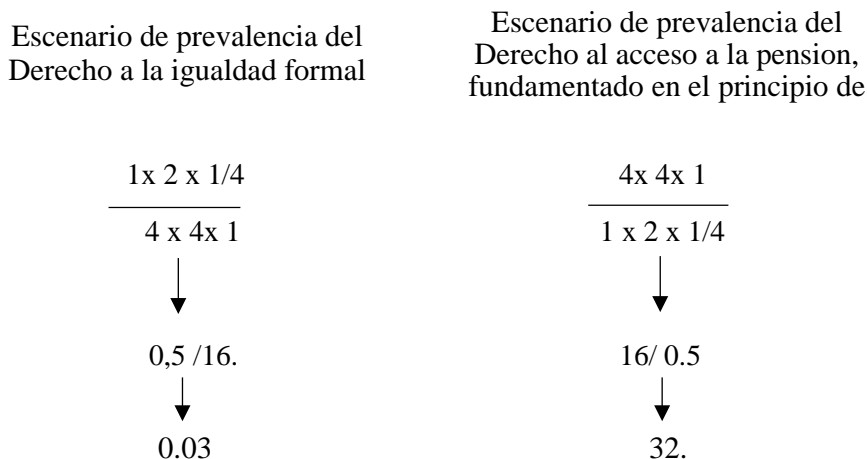 Escenario de prevalencia del
Derecho a la igualdad formal
1x 2 x 1/4
4 x 4x 1
0,5 /16.
0.03
Escenario de prevalencia del
Derecho al acceso a la pension,
fundamentado en el principio de
4x 4x 1
1 x 2 x 1/4
16/ 0.5
32.